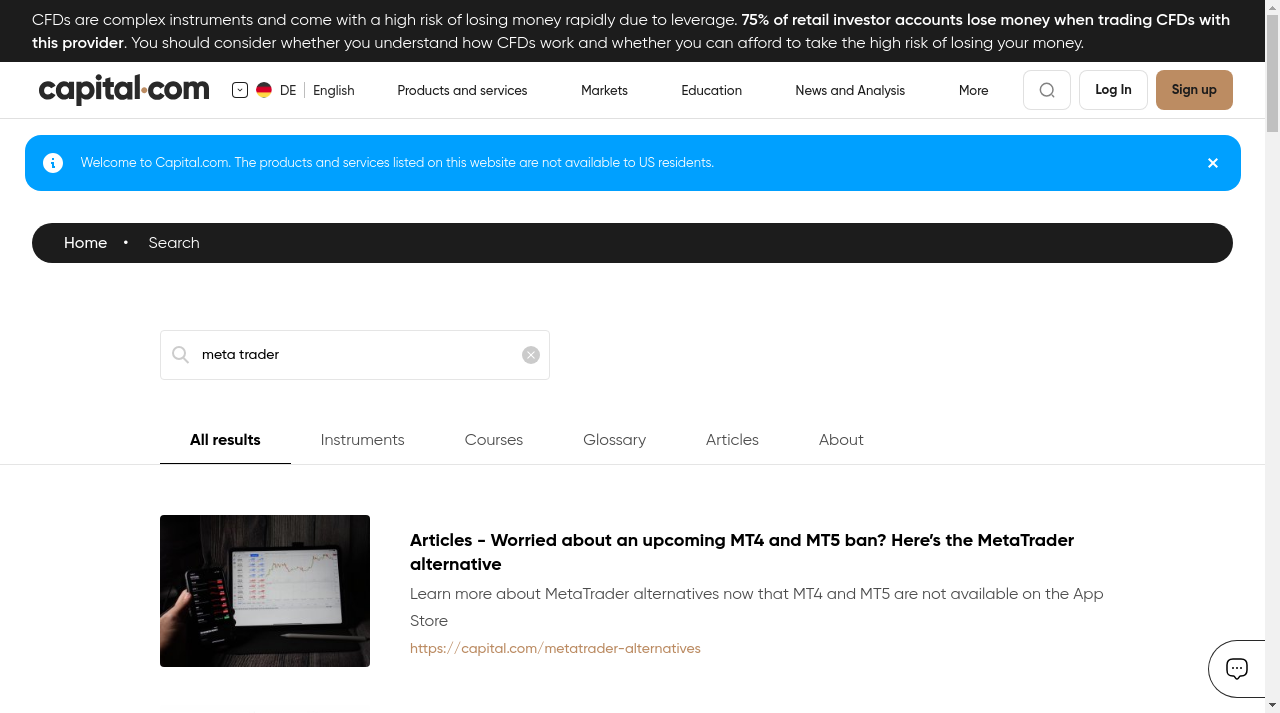 CFDs are complex instruments and come with a high risk of losing money rapidly due to leverage. 75% of retail investor accounts lose money when trading CFDs with
this provider. You should consider whether you understand how CFDs work and whether you can afford to take the high risk of losing your money.
capital.com DE English Products and services Markets Education News and Analysis More Log In Sign up
Welcome to Capital.com. The products and services listed on this website are not available to US residents.
Home • Search
meta trader
All results Instruments Courses Glossary Articles About
Articles - Worried about an upcoming MT4 and MT5 ban? Here’s the MetaTrader
alternative
Learn more about MetaTrader alternatives now that MT4 and MT5 are not available on the App
Store
https://capital.com/metatrader-alternatives